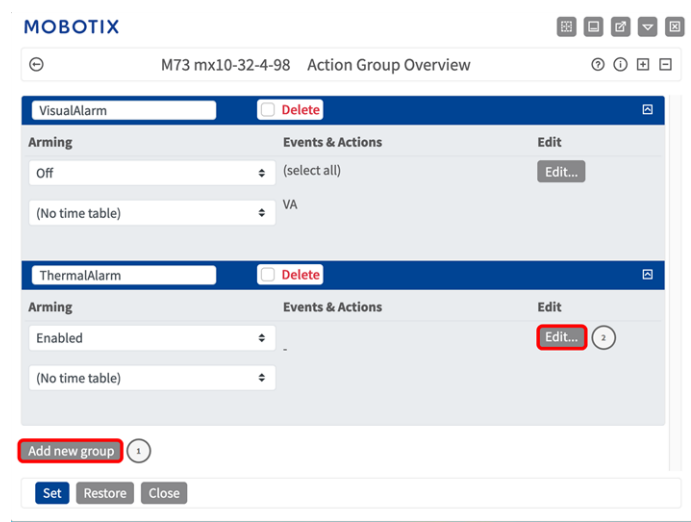 MOBOTIX
M73 mx10-32-4-98 Action Group Overview
VisualAlarm Delete
Arming Events & Actions Edit
Off (select all) Edit...
(No time table) VA
ThermalAlarm Delete
Arming Events & Actions Edit
Enabled - Edit... 2
(No time table)
Add new group 1
Set Restore Close